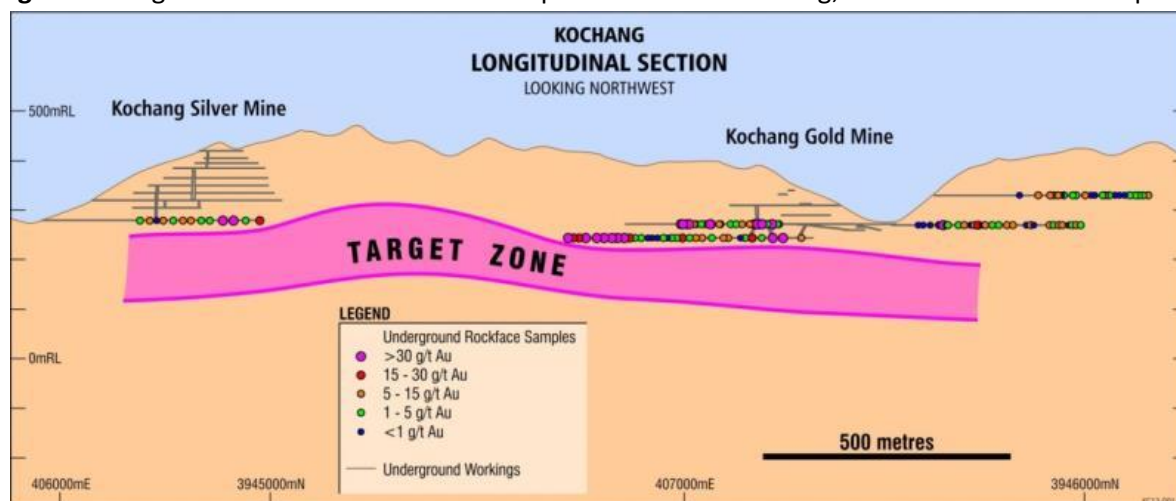 KOCHANG
LONGITUDINAL SECTION
LOOKING NORTHWEST
500mRL
Kochang Silver Mine
Kochang Gold Mine
TARGET ZONE
LEGEND
Underground Rockface Samples
>30 g/t Au
15 - 30 g/t Au
5 - 15 g/t Au
1 - 5 g/t Au
<1 g/t Au
Underground Workings
0mRL
500 metres
406000mE
3945000mN
407000mE
3946000mN